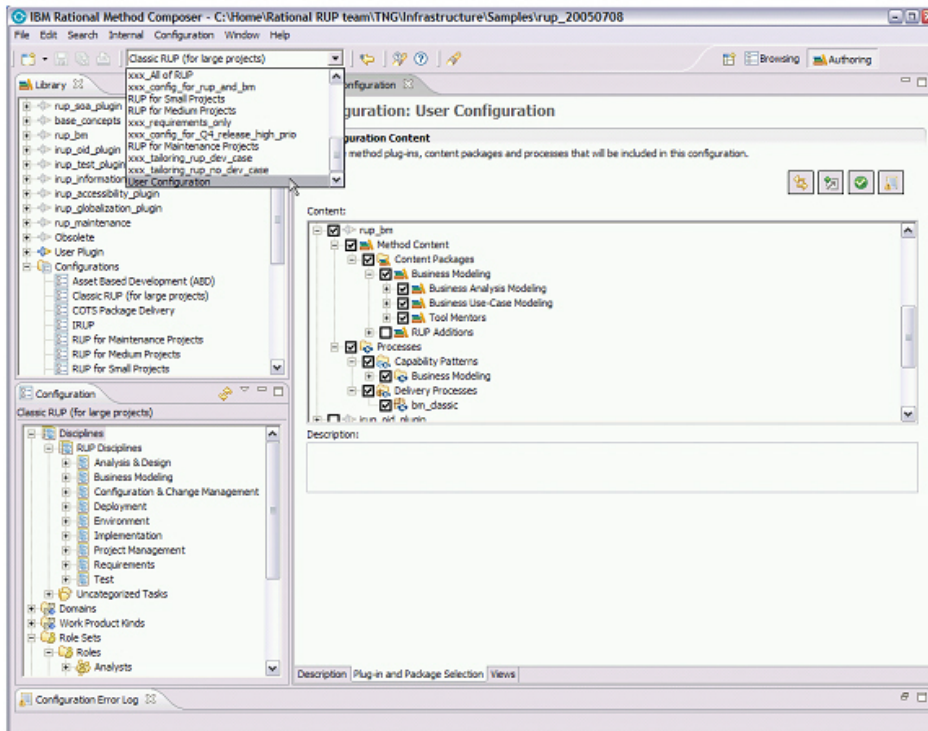 IBM Rational Method Composer - C:\Home\Rational RUP team\TNG\Infrastructure\Samples\rup_20050708
File Edit Search Internal Configuration Window Help
Classic RUP (for large projects)
Browsing
Authoring
xxx_All of RUP
xxx_config_for_rup_and_bm
RUP for Small Projects
RUP for Medium Projects
xxx_requirements_only
xxx_config_for_Q4_release_high_prio
RUP for Maintenance Projects
xxx_tailoring_rup_dev_case
xxx_tailoring_rup_no_dev_case
User Configuration
Library
rup_soa_plugin
base_concepts
rup_bm
irup_oid_plugin
irup_test_plugin
irup_information
irup_accessibility_plugin
irup_globalization_plugin
rup_maintenance
Obsolete
User Plugin
Configurations
Asset Based Development (ABD)
Classic RUP (for large projects)
COTS Package Delivery
IRUP
RUP for Maintenance Projects
RUP for Medium Projects
RUP for Small Projects
Configuration
Classic RUP (for large projects)
Disciplines
RUP Disciplines
Analysis & Design
Business Modeling
Configuration & Change Management
Deployment
Environment
Implementation
Project Management
Requirements
Test
Uncategorized Tasks
Domains
Work Product Kinds
Role Sets
Roles
Analysts
onfiguration
guration: User Configuration
guration Content
method plug-ins, content packages and processes that will be included in this configuration.
Content:
rup_bm
Method Content
Content Packages
Business Modeling
Business Analysis Modeling
Business Use-Case Modeling
Tool Mentors
RUP Additions
Processes
Capability Patterns
Business Modeling
Delivery Processes
bm_classic
Description:
Description Plug-in and Package Selection Views
Configuration Error Log